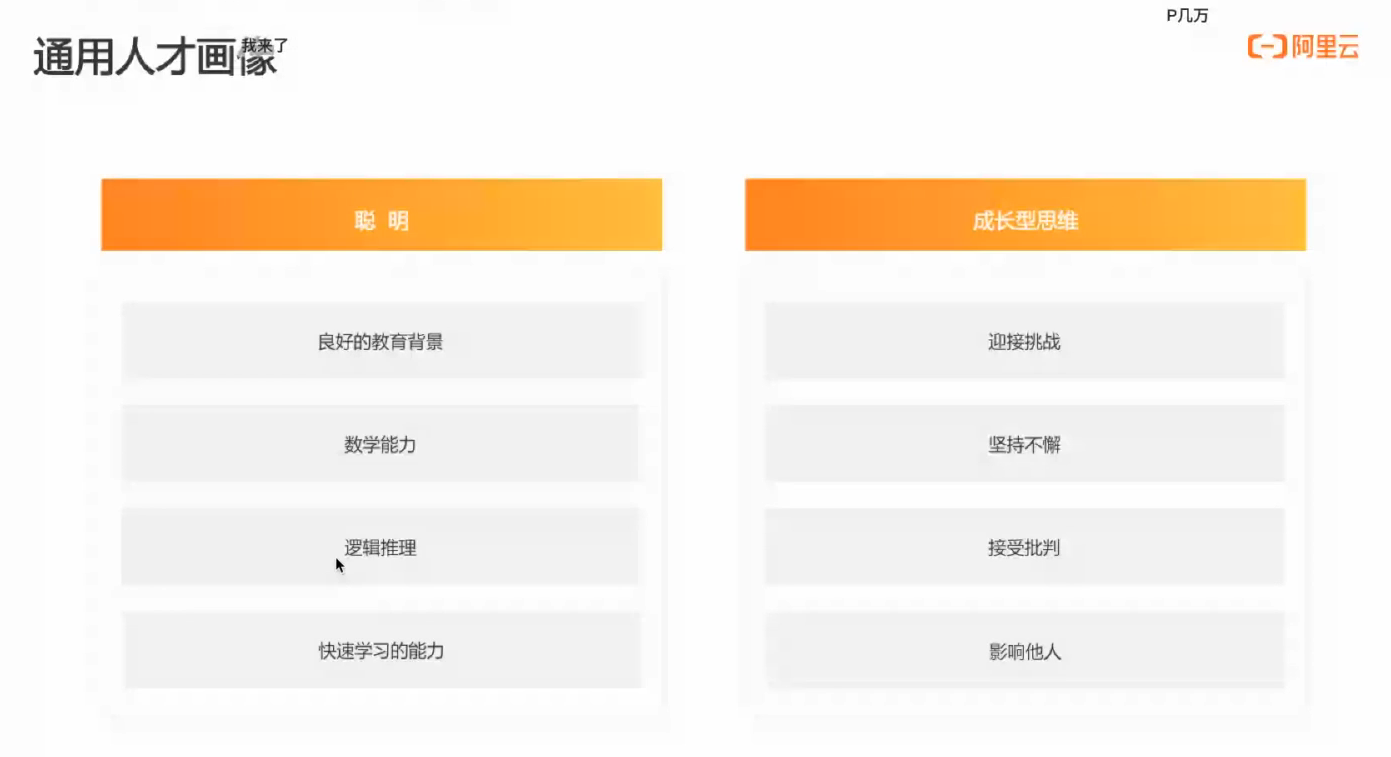 P几万
通用人才画像
我来了
阿里云
聪 明
良好的教育背景
数学能力
逻辑推理
快速学习的能力
成长型思维
迎接挑战
坚持不懈
接受批判
影响他人